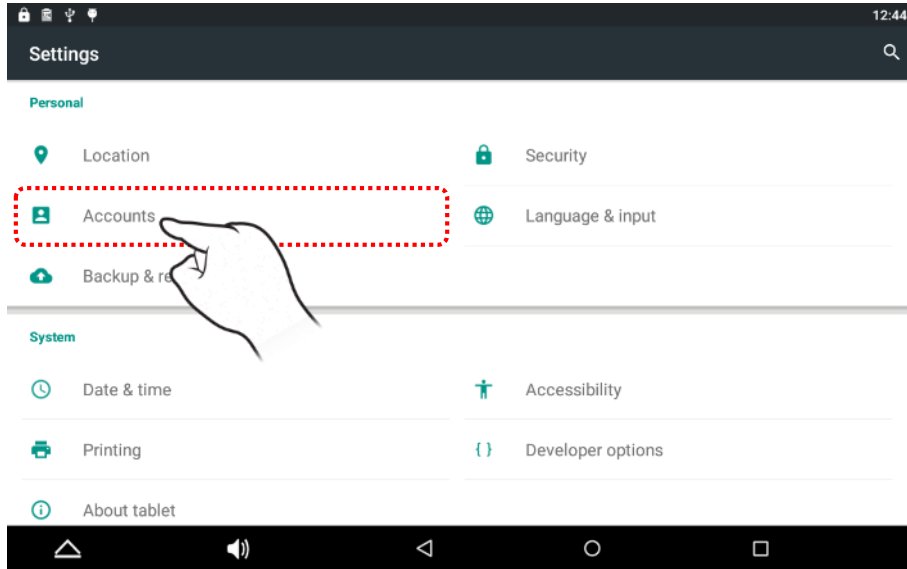 12:44
Settings
Personal
Location
Security
Accounts
Language & input
Backup & re
System
Date & time
Accessibility
Printing
{ } Developer options
About tablet